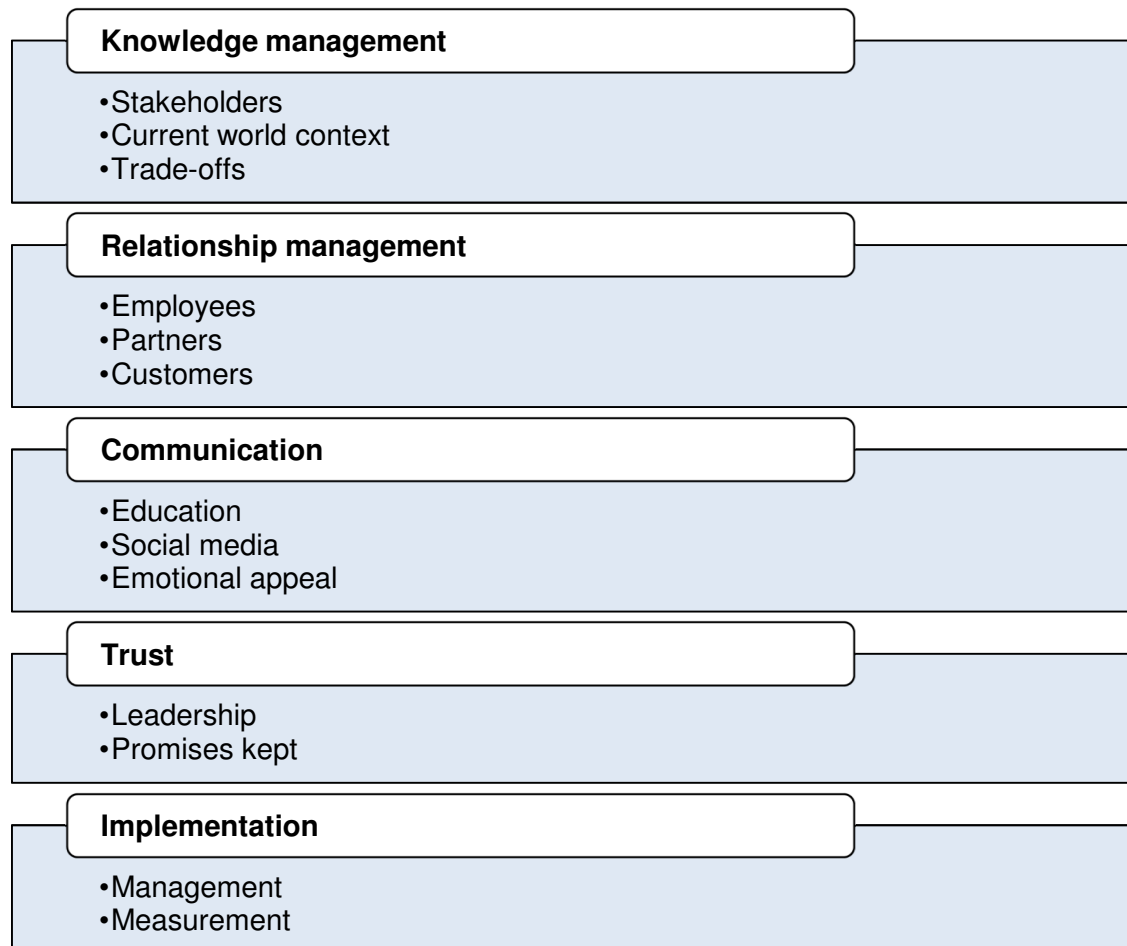 Knowledge management
•Stakeholders
•Current world context
•Trade-offs
Relationship management
•Employees
•Partners
•Customers
Communication
•Education
•Social media
•Emotional appeal
Trust
•Leadership
•Promises kept
Implementation
•Management
•Measurement